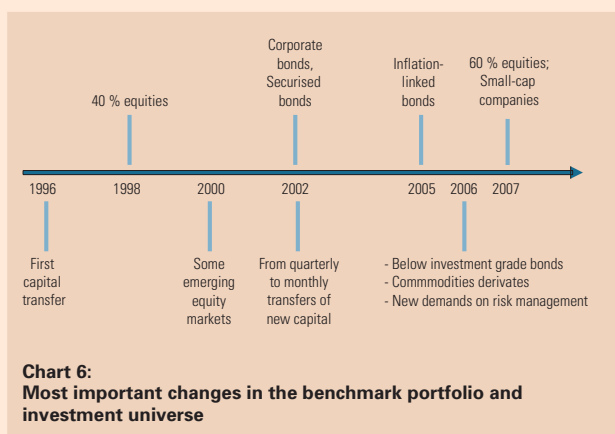 Corporate
bonds,
Securised
bonds
Inflation-
linked
bonds
60 % equities;
Small-cap
companies
40 % equities
1996
1998
2000
2002
2005
2006
2007
First
capital
transfer
Some
emerging
equity
markets
From quarterly
to monthly
transfers of
new capital
- Below investment grade bonds
- Commmodities derivates
- New demands on risk management
Chart 6:
Most important changes in the benchmark portfolio and
investment universe